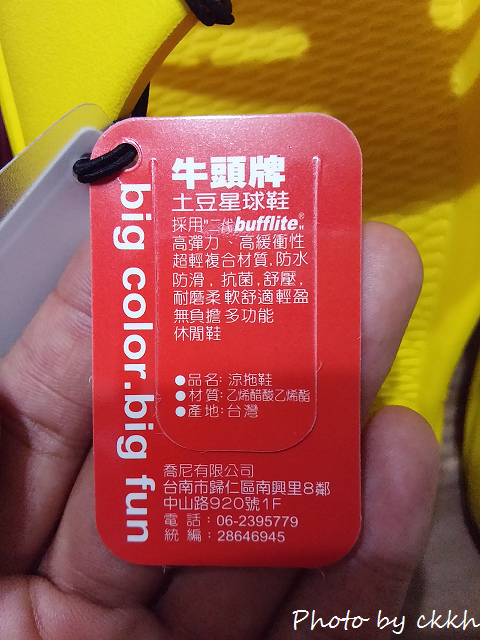 牛頭牌
土豆星球鞋
採用"二代bufflite®"
高彈力、高緩衝性
超輕複合材質,防水
防滑, 抗菌,舒壓,
耐磨柔軟舒適輕盈
無負擔 多功能
休閒鞋
●品名: 涼拖鞋
●材質: 乙烯醋酸乙烯酯
●產地: 台灣
喬尼有限公司
台南市歸仁區南興里8鄰
中山路920號1F
電 話:06-2395779
統 編:28646945
big color.big fun
Photo by ckkh